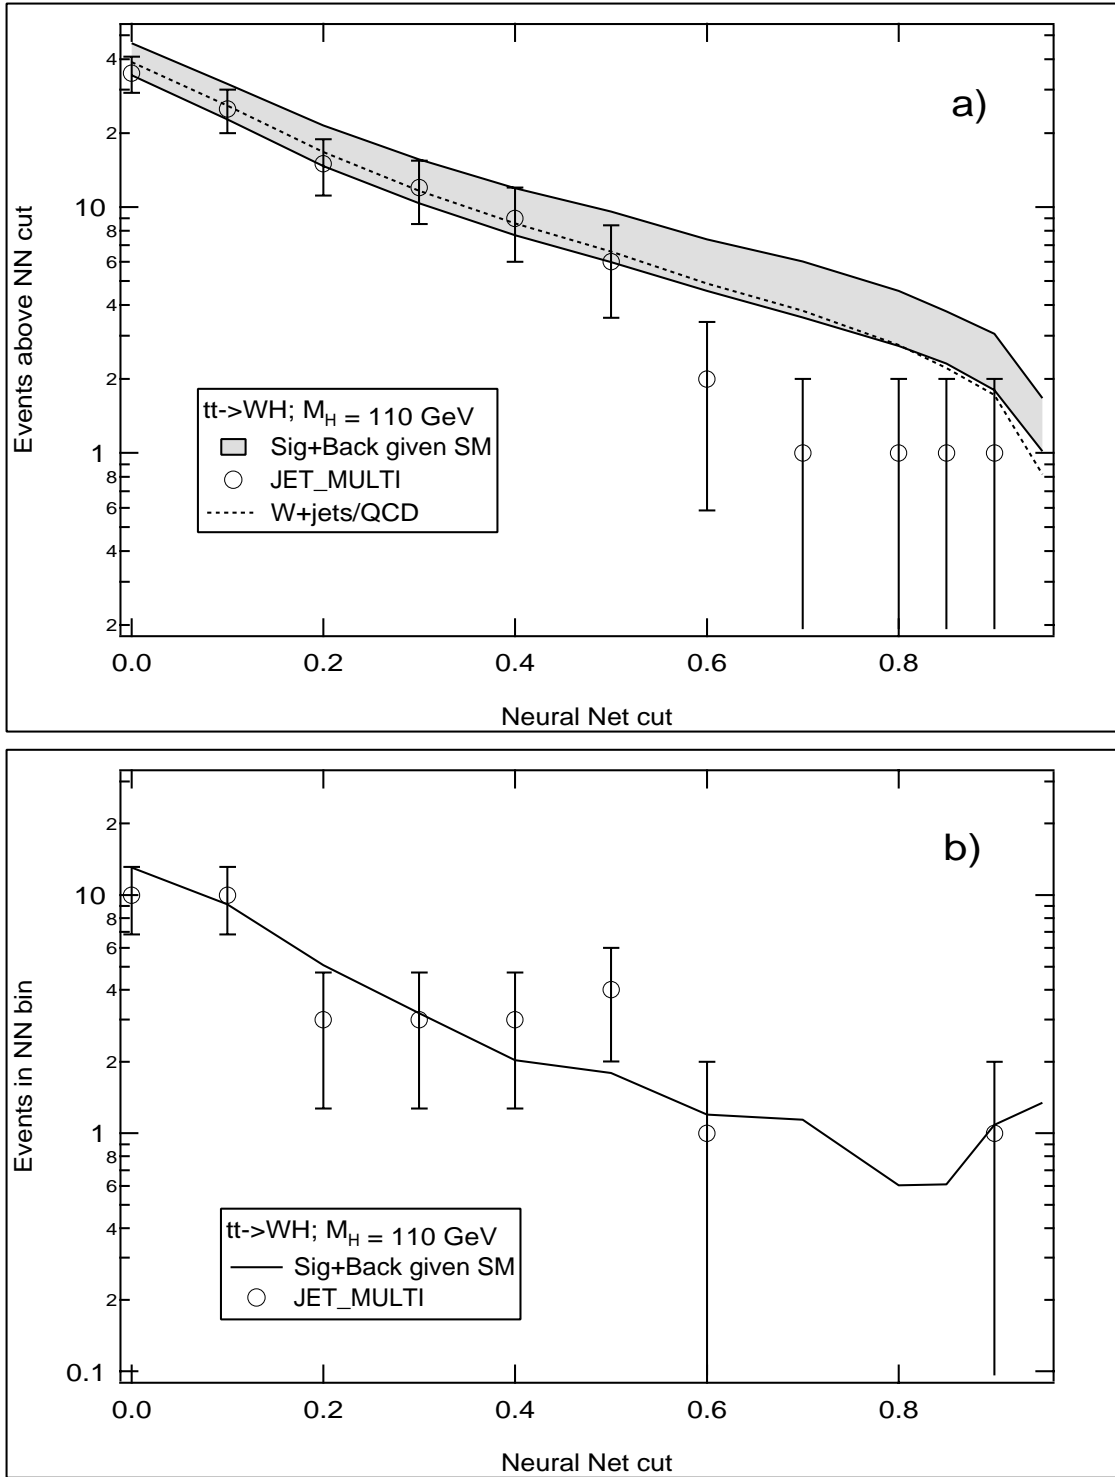 a)
Events above NN cut
4
2
10
8
6
4
2
1
8
6
4
2
tt->WH; M_H = 110 GeV
Sig+Back given SM
JET_MULTI
W+jets/QCD
0.0 0.2 0.4 0.6 0.8
Neural Net cut
b)
Events in NN bin
2
10
8
6
4
2
1
8
6
4
2
0.1
tt->WH; M_H = 110 GeV
Sig+Back given SM
JET_MULTI
0.0 0.2 0.4 0.6 0.8
Neural Net cut